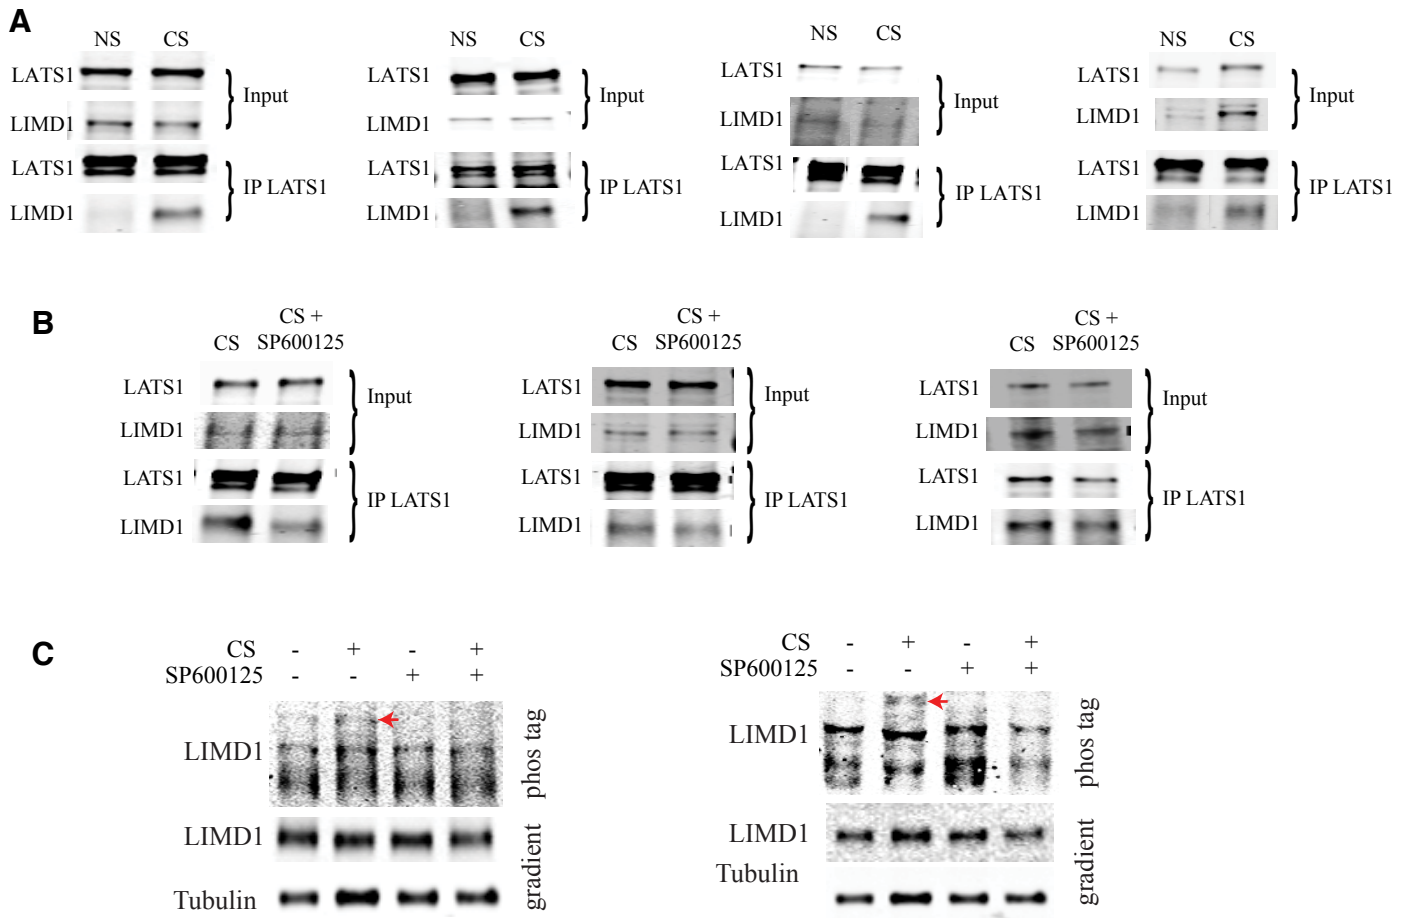 A
NS CS NS CS NS CS NS CS
LATS1 LATS1 LATS1 LATS1
Input Input Input Input
LIMD1 LIMD1 LIMD1 LIMD1
LATS1 LATS1 LATS1 LATS1
IP LATS1 IP LATS1 IP LATS1 IP LATS1
LIMD1 LIMD1 LIMD1 LIMD1
B
CS + CS + CS +
CS SP600125 CS SP600125 CS SP600125
LATS1 LATS1 LATS1
Input Input Input
LIMD1 LIMD1 LIMD1
LATS1 LATS1 LATS1
IP LATS1 IP LATS1 IP LATS1
LIMD1 LIMD1 LIMD1
C
CS - + - + CS - + - +
SP600125 - - + + SP600125 - - + +
LIMD1 phos tag LIMD1 phos tag
LIMD1 gradient LIMD1 gradient
Tubulin Tubulin